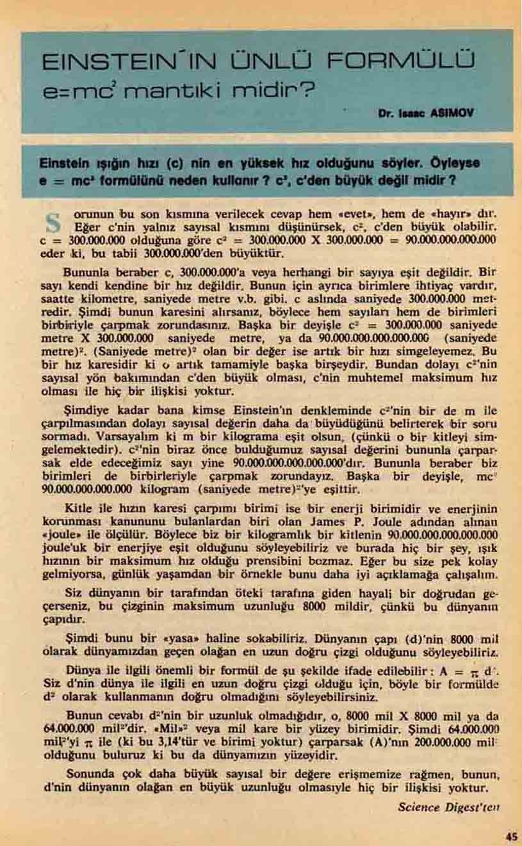 EINSTEIN'IN ÜNLÜ FORMÜLÜ
e=mc² mantıki midir?
Dr. Isaac ASIMOV
Einstein ışığın hızı (c) nin en yüksek hız olduğunu söyler. Öyleyse
e = mc² formülünü neden kullanır ? c², c'den büyük değil midir ?
Sorunun bu son kısmına verilecek cevap hem «evet», hem de «hayır» dır.
Eğer c'nin yalnız sayısal kısmını düşünürsek, c², c'den büyük olabilir.
c = 300.000.000 olduğuna göre c² = 300.000.000 X 300.000.000 = 90.000.000.000.000.000
eder ki, bu tabii 300.000.000'den büyüktür.
Bununla beraber c, 300.000.000'a veya herhangi bir sayıya eşit değildir. Bir
sayı kendi kendine bir hız değildir. Bunun için ayrıca birimlere ihtiyaç vardır,
saatte kilometre, saniyede metre v.b. gibi. c aslında saniyede 300.000.000 met-
redir. Şimdi bunun karesini alırsanız, böylece hem sayıları hem de birimleri
birbiriyle çarpmak zorundasınız. Başka bir deyişle c² = 300.000.000 saniyede
metre X 300.000.000 saniyede metre, ya da 90.000.000.000.000.000 (saniyede
metre)². (Saniyede metre)² olan bir değer ise artık bir hızı simgeleyemez. Bu
bir hız karesidir ki o artık tamamiyle başka birşeydir. Bundan dolayı c²'nin
sayısal yön bakımından c'den büyük olması, c'nin muhtemel maksimum hız
olması ile hiç bir ilişkisi yoktur.
Şimdiye kadar bana kimse Einstein'ın denkleminde c²'nin bir de m ile
çarpılmasından dolayı sayısal değerin daha da büyüdüğünü belirterek bir soru
sormadı. Varsayalım ki m bir kilograma eşit olsun, (çünkü o bir kitleyi sim-
gelemektedir). c²'nin biraz önce bulduğumuz sayısal değerini bununla çarpar-
sak elde edeceğimiz sayı yine 90.000.000.000.000.000'dır. Bununla beraber biz
birimleri de birbirleriyle çarpmak zorundayız. Başka bir deyişle, mc²
90.000.000.000.000 kilogram (saniyede metre)²'ye eşittir.
Kitle ile hızın karesi çarpımı birimi ise bir enerji birimidir ve enerjinin
korunması kanununu bulanlardan biri olan James P. Joule adından alınan
«joule» ile ölçülür. Böylece biz bir kilogramlık bir kitlenin 90.000.000.000.000.000
joule'uk bir enerjiye eşit olduğunu söyleyebiliriz ve burada hiç bir şey, ışık
hızının bir maksimum hız olduğu prensibini bozmaz. Eğer bu size pek kolay
gelmiyorsa, günlük yaşamdan bir örnekle bunu daha iyi açıklamağa çalışalım.
Siz dünyanın bir tarafından öteki tarafına giden hayali bir doğrudan ge-
çerseniz, bu çizginin maksimum uzunluğu 8000 mildir, çünkü bu dünyanın
çapıdır.
Şimdi bunu bir «yasa» haline sokabiliriz. Dünyanın çapı (d)'nin 8000 mil
olarak dünyamızdan geçen olağan en uzun doğru çizgi olduğunu söyleyebiliriz.
Dünya ile ilgili önemli bir formül de şu şekilde ifade edilebilir : A = π d².
Siz d'nin dünya ile ilgili en uzun doğru çizgi olduğu için, böyle bir formülde
d² olarak kullanmanın doğru olmadığını söyleyebilirsiniz.
Bunun cevabı d²'nin bir uzunluk olmadığıdır, o, 8000 mil X 8000 mil ya da
64.000.000 mil²'dir. «Mil»² veya mil kare bir yüzey birimidir. Şimdi 64.000.000
mil²'yi π ile (ki bu 3,14'tür ve birimi yoktur) çarparsak (A)'nın 200.000.000 mil²
olduğunu buluruz ki bu da dünyamızın yüzeyidir.
Sonunda çok daha büyük sayısal bir değere erişmemize rağmen, bunun,
d'nin dünyanın olağan en büyük uzunluğu olmasıyle hiç bir ilişkisi yoktur.
Science Digest'ten
45